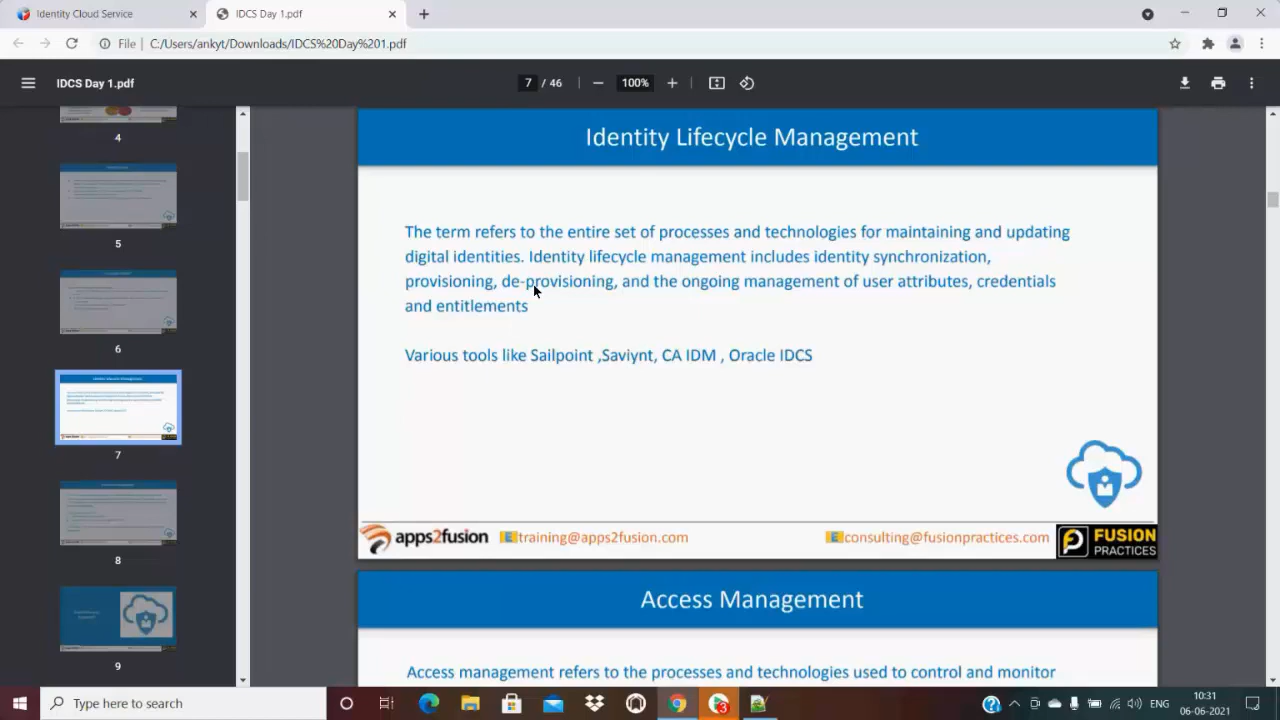 Identity Cloud Service
IDCS Day 1.pdf
File
C:/Users/ankyt/Downloads/IDCS%20Day%201.pdf
IDCS Day 1.pdf
7 / 46
100%
4
5
6
7
8
9
Identity Lifecycle Management
The term refers to the entire set of processes and technologies for maintaining and updating
digital identities. Identity lifecycle management includes identity synchronization,
provisioning, de-provisioning, and the ongoing management of user attributes, credentials
and entitlements
Various tools like Sailpoint ,Saviynt, CA IDM , Oracle IDCS
apps2fusion
training@apps2fusion.com
consulting@fusionpractices.com
FUSION
PRACTICES
Access Management
Access management refers to the processes and technologies used to control and monitor
Type here to search
3
ENG
10:31
06-06-2021